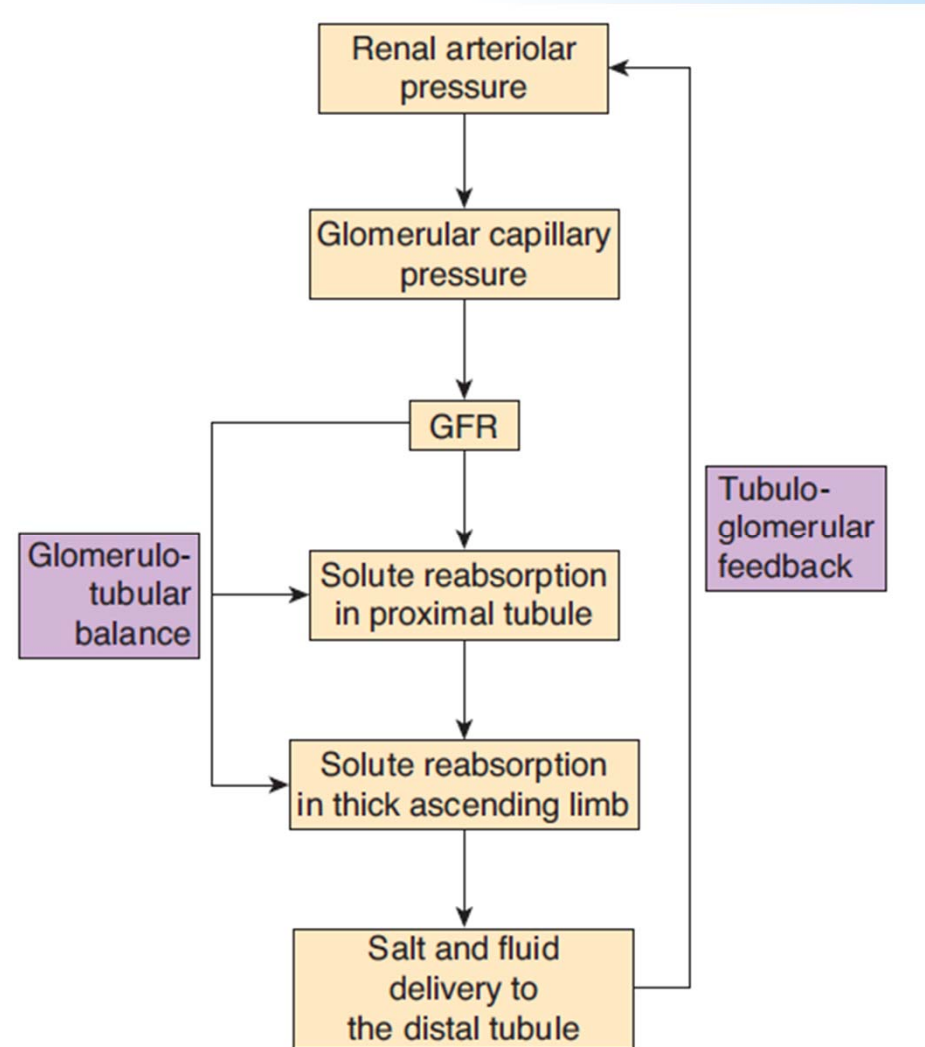 Renal arteriolar
pressure
Glomerular capillary
pressure
GFR
Glomerulo-
tubular
balance
Tubulo-
glomerular
feedback
Solute reabsorption
in proximal tubule
Solute reabsorption
in thick ascending limb
Salt and fluid
delivery to
the distal tubule